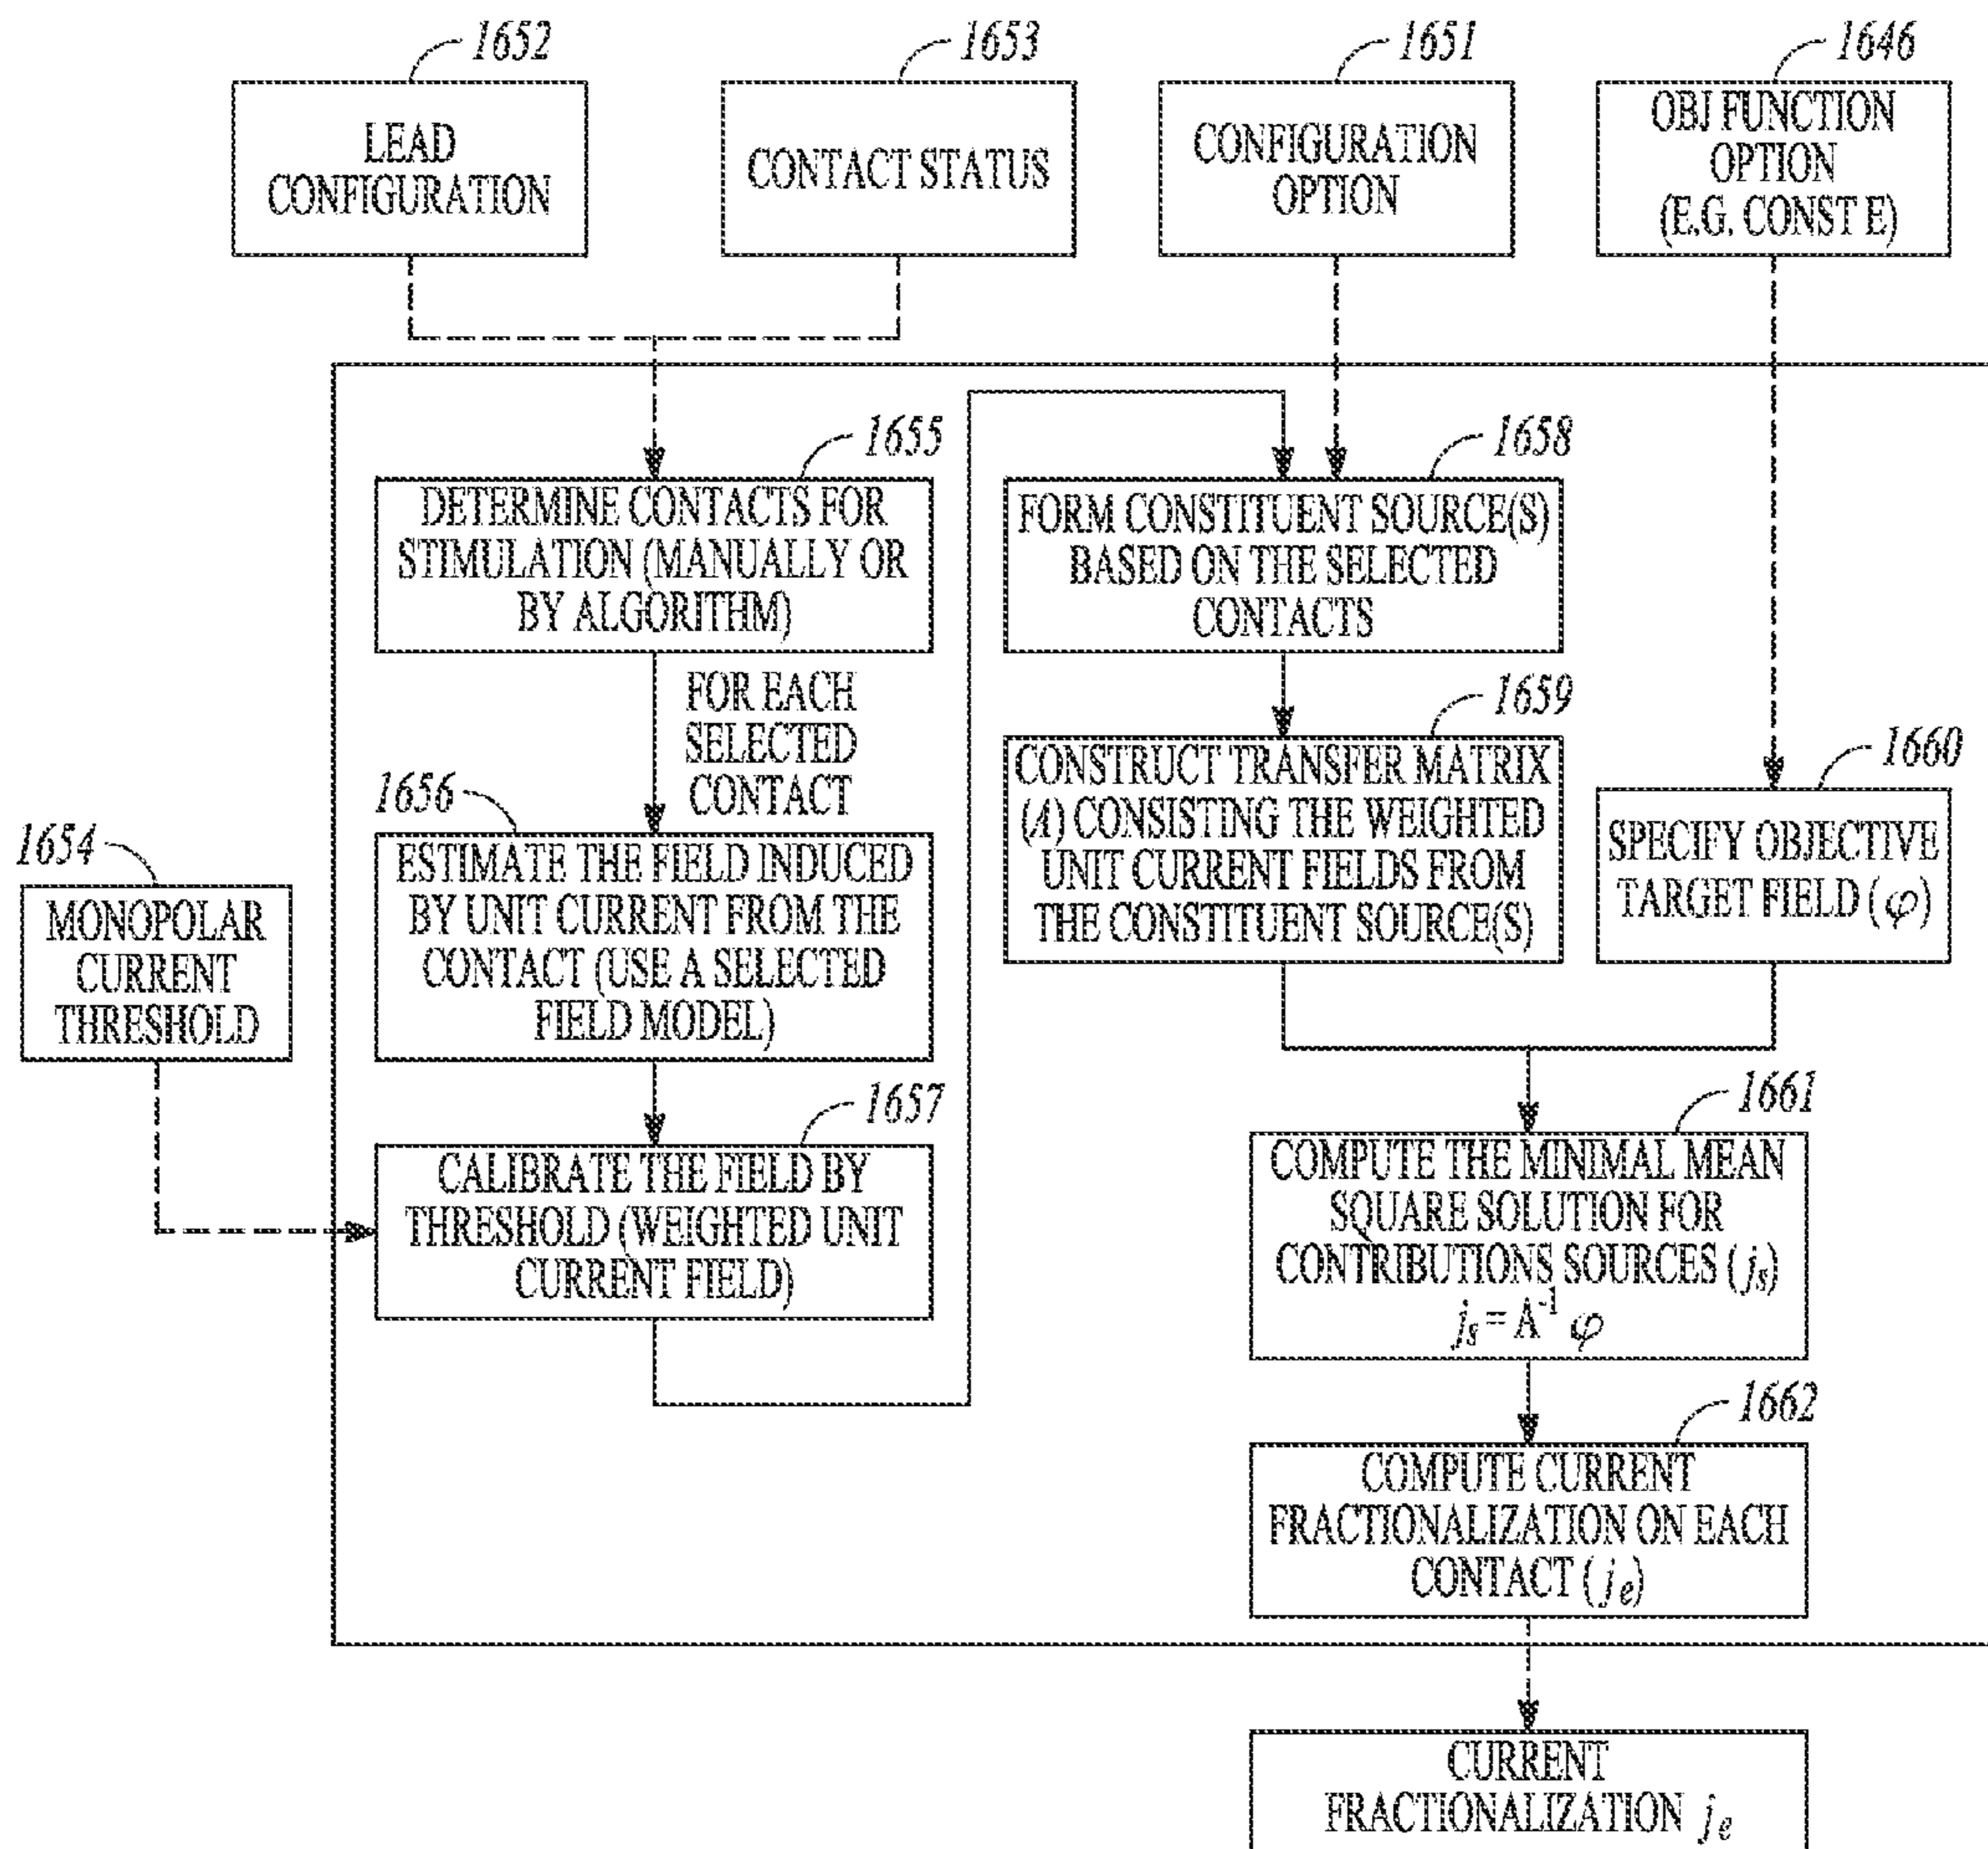 1652
LEAD
CONFIGURATION
1653
CONTACT STATUS
1651
CONFIGURATION
OPTION
1646
OBJ FUNCTION
OPTION
(E.G. CONST E)
1655
DETERMINE CONTACTS FOR
STIMULATION (MANUALLY OR
BY ALGORITHM)
FOR EACH
SELECTED
CONTACT
1656
ESTIMATE THE FIELD INDUCED
BY UNIT CURRENT FROM THE
CONTACT (USE A SELECTED
FIELD MODEL)
1654
MONOPOLAR
CURRENT
THRESHOLD
1657
CALIBRATE THE FIELD BY
THRESHOLD (WEIGHTED UNIT
CURRENT FIELD)
1658
FORM CONSTITUENT SOURCE(S)
BASED ON THE SELECTED
CONTACTS
1659
CONSTRUCT TRANSFER MATRIX
(A) CONSISTING THE WEIGHTED
UNIT CURRENT FIELDS FROM
THE CONSTITUENT SOURCE(S)
1660
SPECIFY OBJECTIVE
TARGET FIELD (φ)
1661
COMPUTE THE MINIMAL MEAN
SQUARE SOLUTION FOR
CONTRIBUTIONS SOURCES (js)
js = A⁻¹ φ
1662
COMPUTE CURRENT
FRACTIONALIZATION ON EACH
CONTACT (je)
CURRENT
FRACTIONALIZATION je